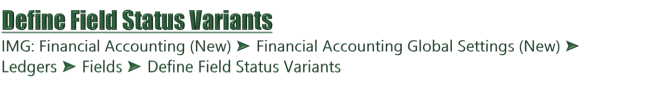 Define Field Status Variants
IMG: Financial Accounting (New) ➤ Financial Accounting Global Settings (New) ➤
Ledgers ➤ Fields ➤ Define Field Status Variants